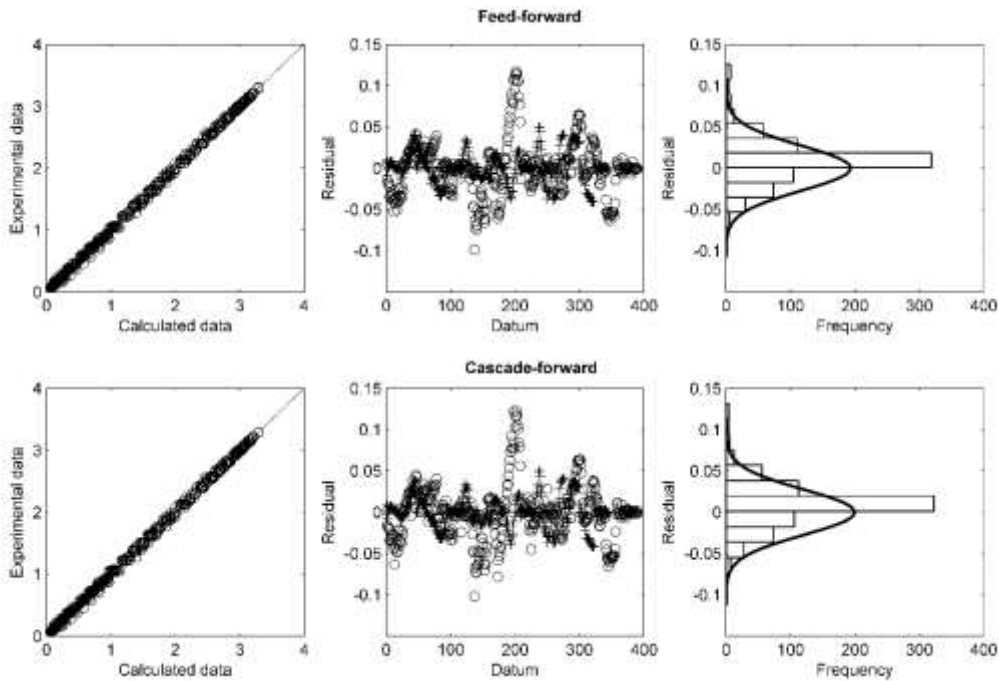 Feed-forward
Experimental data
4
3
2
1
0
0 1 2 3 4
Calculated data
Residual
0.15
0.1
0.05
0
-0.05
-0.1
0 100 200 300 400
Datum
Residual
0.15
0.1
0.05
0
-0.05
-0.1
0 100 200 300 400
Frequency
Cascade-forward
Experimental data
4
3
2
1
0
0 1 2 3 4
Calculated data
Residual
0.15
0.1
0.05
0
-0.05
-0.1
0 100 200 300 400
Datum
Residual
0.15
0.1
0.05
0
-0.05
-0.1
0 100 200 300 400
Frequency